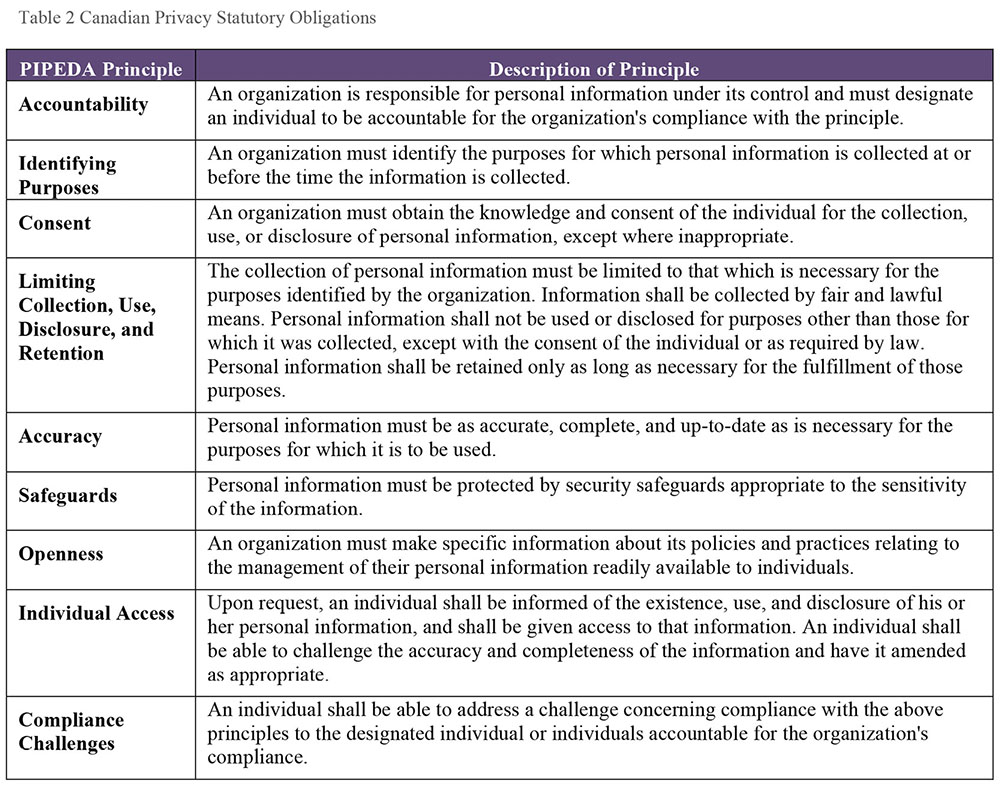 Table 2 Canadian Privacy Statutory Obligations
PIPEDA Principle
Description of Principle
Accountability
An organization is responsible for personal information under its control and must designate
an individual to be accountable for the organization's compliance with the principle.
Identifying
Purposes
An organization must identify the purposes for which personal information is collected at or
before the time the information is collected.
Consent
An organization must obtain the knowledge and consent of the individual for the collection,
use, or disclosure of personal information, except where inappropriate.
Limiting
Collection, Use,
Disclosure, and
Retention
The collection of personal information must be limited to that which is necessary for the
purposes identified by the organization. Information shall be collected by fair and lawful
means. Personal information shall not be used or disclosed for purposes other than those for
which it was collected, except with the consent of the individual or as required by law.
Personal information shall be retained only as long as necessary for the fulfillment of those
purposes.
Accuracy
Personal information must be as accurate, complete, and up-to-date as is necessary for the
purposes for which it is to be used.
Safeguards
Personal information must be protected by security safeguards appropriate to the sensitivity
of the information.
Openness
An organization must make specific information about its policies and practices relating to
the management of their personal information readily available to individuals.
Individual Access
Upon request, an individual shall be informed of the existence, use, and disclosure of his or
her personal information, and shall be given access to that information. An individual shall
be able to challenge the accuracy and completeness of the information and have it amended
as appropriate.
Compliance
Challenges
An individual shall be able to address a challenge concerning compliance with the above
principles to the designated individual or individuals accountable for the organization's
compliance.